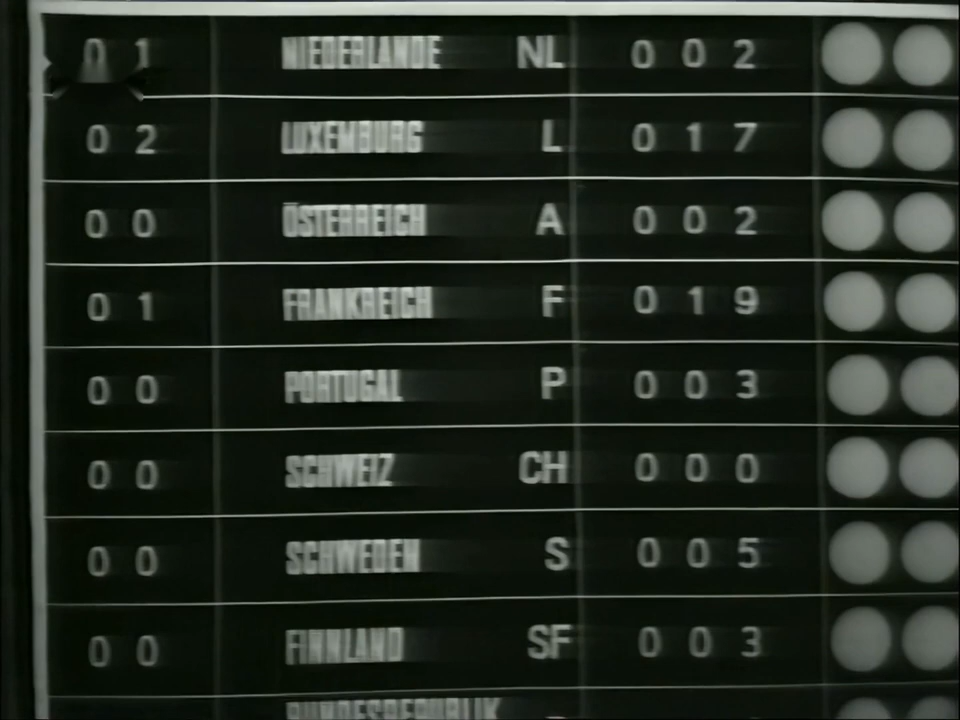 0 1 NIEDERLANDE NL 0 0 2
0 2 LUXEMBURG L 0 1 7
0 0 ÖSTERREICH A 0 0 2
0 1 FRANKREICH F 0 1 9
0 0 PORTUGAL P 0 0 3
0 0 SCHWEIZ CH 0 0 0
0 0 SCHWEDEN S 0 0 5
0 0 FINNLAND SF 0 0 3
BUNDESREPUBLIK